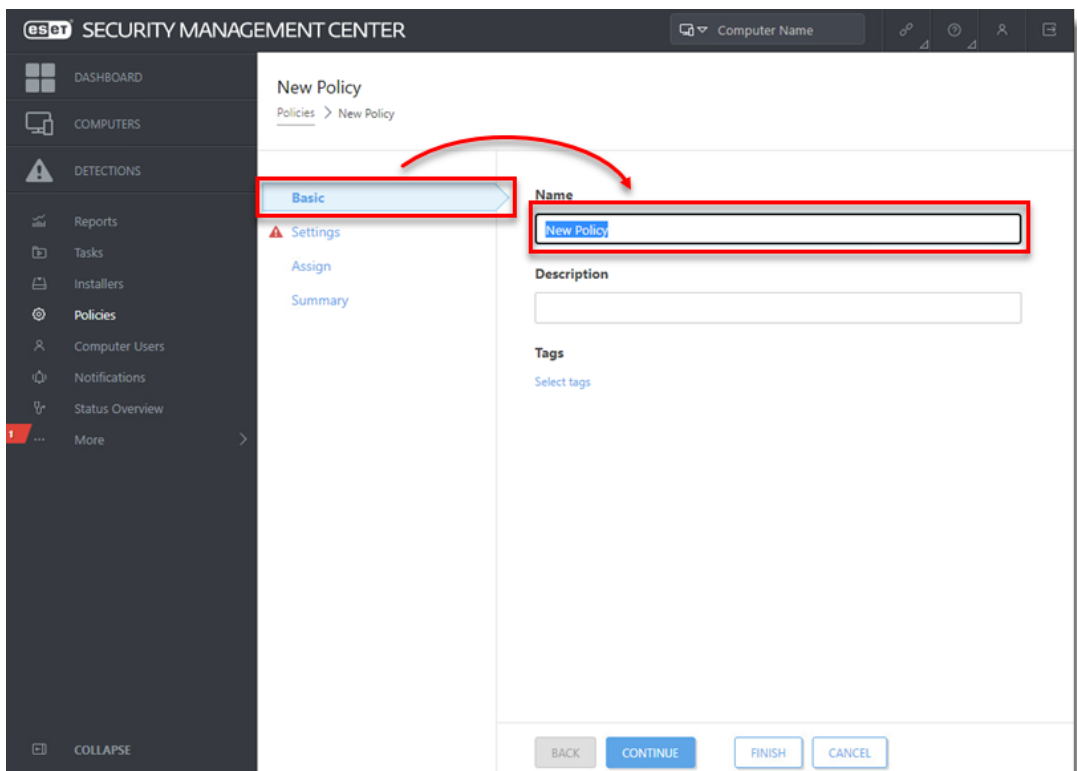 eset SECURITY MANAGEMENT CENTER
Computer Name
DASHBOARD
COMPUTERS
DETECTIONS
Reports
Tasks
Installers
Policies
Computer Users
Notifications
Status Overview
1
More
COLLAPSE
New Policy
Policies > New Policy
Basic
Settings
Assign
Summary
Name
New Policy
Description
Tags
Select tags
BACK CONTINUE FINISH CANCEL